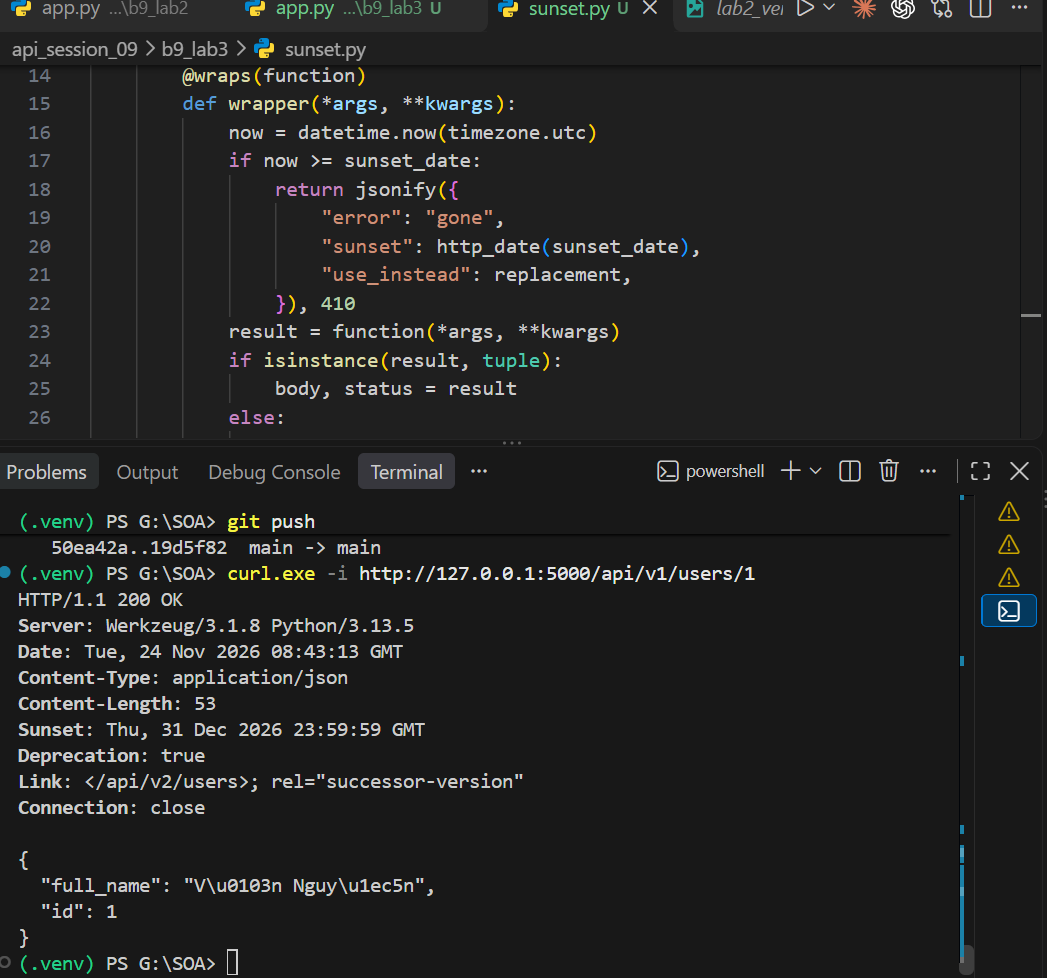 app.py ...\b9_lab2 app.py ...\b9_lab3 U sunset.py U lab2_ve
api_session_09 > b9_lab3 > sunset.py
14 @wraps(function)
15 def wrapper(*args, **kwargs):
16 now = datetime.now(timezone.utc)
17 if now >= sunset_date:
18 return jsonify({
19 "error": "gone",
20 "sunset": http_date(sunset_date),
21 "use_instead": replacement,
22 }), 410
23 result = function(*args, **kwargs)
24 if isinstance(result, tuple):
25 body, status = result
26 else:
Problems Output Debug Console Terminal ... powershell
(.venv) PS G:\SOA> git push
50ea42a..19d5f82 main -> main
(.venv) PS G:\SOA> curl.exe -i http://127.0.0.1:5000/api/v1/users/1
HTTP/1.1 200 OK
Server: Werkzeug/3.1.8 Python/3.13.5
Date: Tue, 24 Nov 2026 08:43:13 GMT
Content-Type: application/json
Content-Length: 53
Sunset: Thu, 31 Dec 2026 23:59:59 GMT
Deprecation: true
Link: </api/v2/users>; rel="successor-version"
Connection: close
{
"full_name": "V\u0103n Nguy\u1ec5n",
"id": 1
}
(.venv) PS G:\SOA>